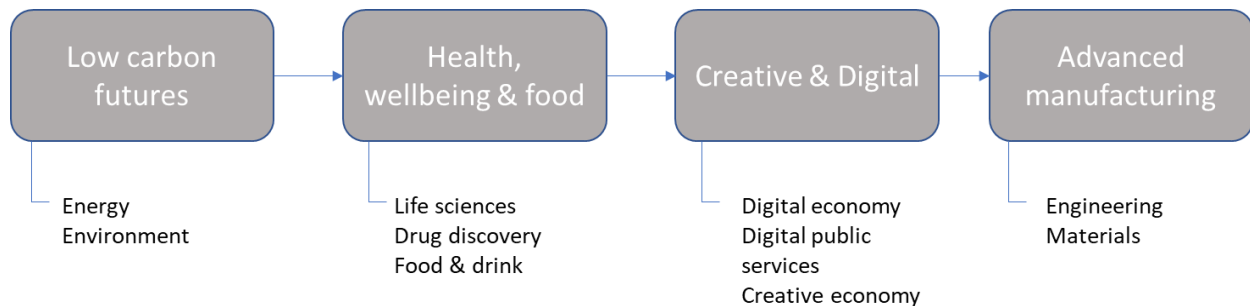 Low carbon
futures
Health,
wellbeing & food
Creative & Digital
Advanced
manufacturing
Energy
Environment
Life sciences
Drug discovery
Food & drink
Digital economy
Digital public
services
Creative economy
Engineering
Materials